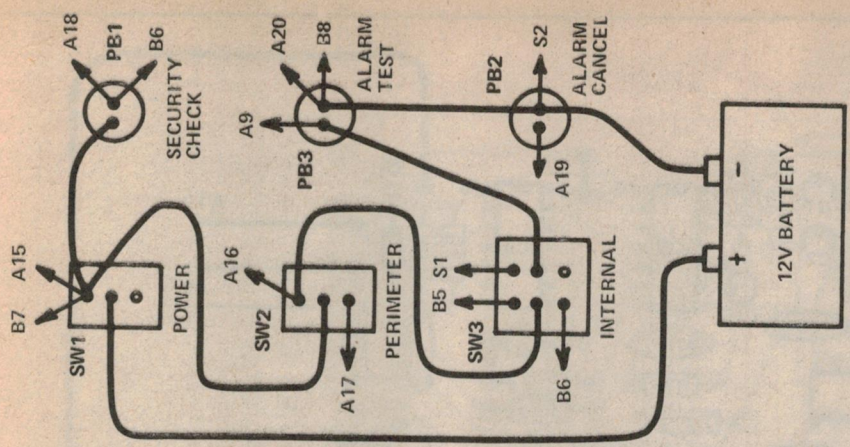 A18
PB1
B6
SECURITY
CHECK
A20
B8
ALARM
TEST
A9
PB3
PB2
S2
ALARM
CANCEL
A19
B7
A15
SW1
POWER
A16
SW2
PERIMETER
A17
B5
S1
SW3
INTERNAL
B6
+
-
12V BATTERY